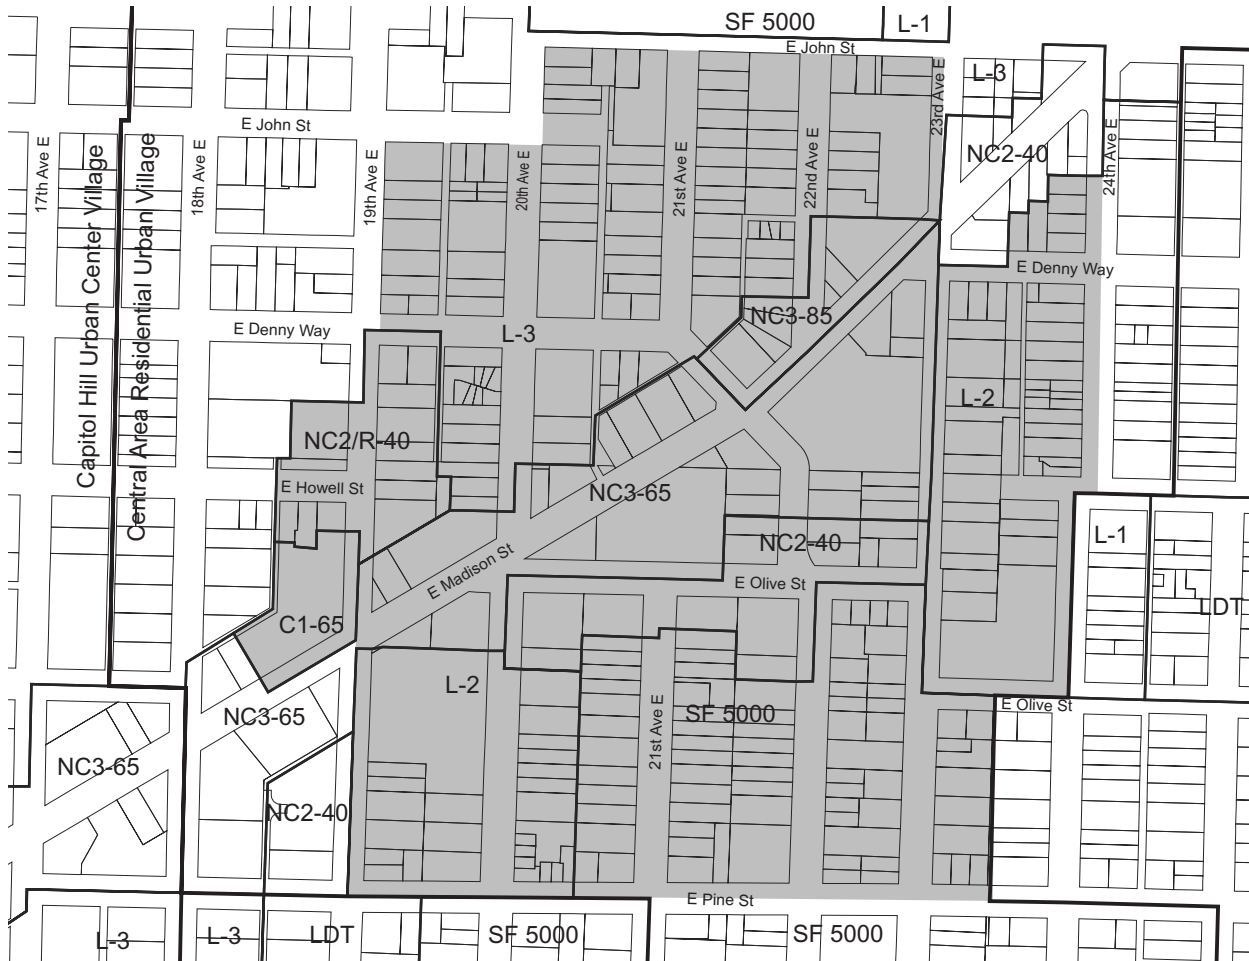 SF 5000
L-1
E John St
L-3
23rd Ave E
E John St
NC2-40
17th Ave E
Capitol Hill Urban Center Village
Central Area Residential Urban Village
18th Ave E
19th Ave E
20th Ave E
21st Ave E
22nd Ave E
24th Ave E
E Denny Way
NC3-85
E Denny Way
L-3
L-2
NC2/R-40
E Howell St
NC3-65
L-1
NC2-40
E Madison St
E Olive St
LDT
C1-65
L-2
E Olive St
NC3-65
SF 5000
21st Ave E
NC3-65
NC2-40
E Pine St
L-3
L-3
LDT
SF 5000
SF 5000